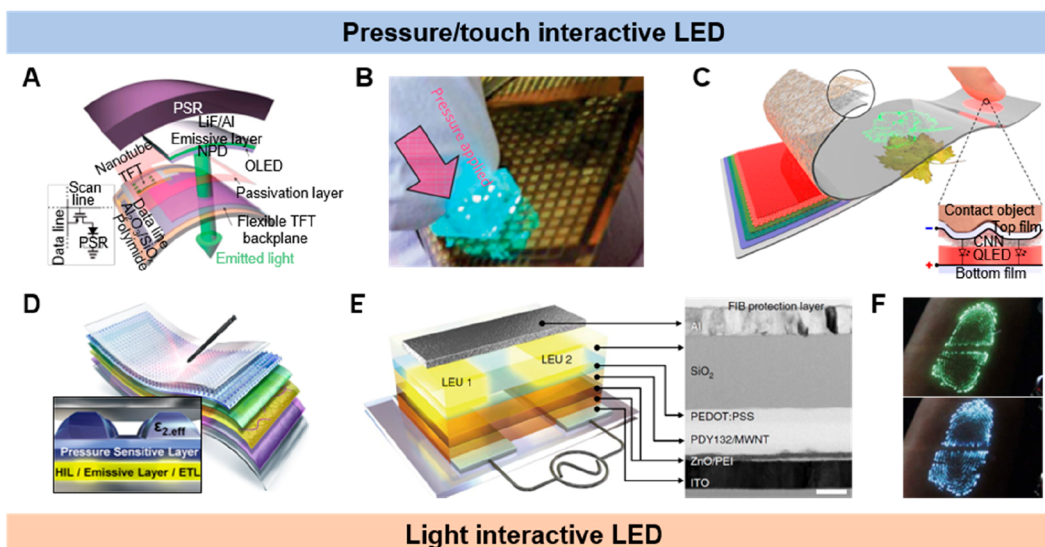 Pressure/touch interactive LED
A
PSR
LiF/Al
Emissive layer
NPD
OLED
Nanotube
TFT
Passivation layer
Scan
line
Data line
PSR
Data line
Al₂O₃/SiOₓ
Polyimide
Flexible TFT
backplane
Emitted light
B
Pressure applied
C
Contact object
Top film
−
CNN
QLED
+
Bottom film
D
ε2.eff
Pressure Sensitive Layer
HIL / Emissive Layer / ETL
E
LEU 1
LEU 2
FIB protection layer
Al
SiO₂
PEDOT:PSS
PDY132/MWNT
ZnO/PEI
ITO
F
Light interactive LED